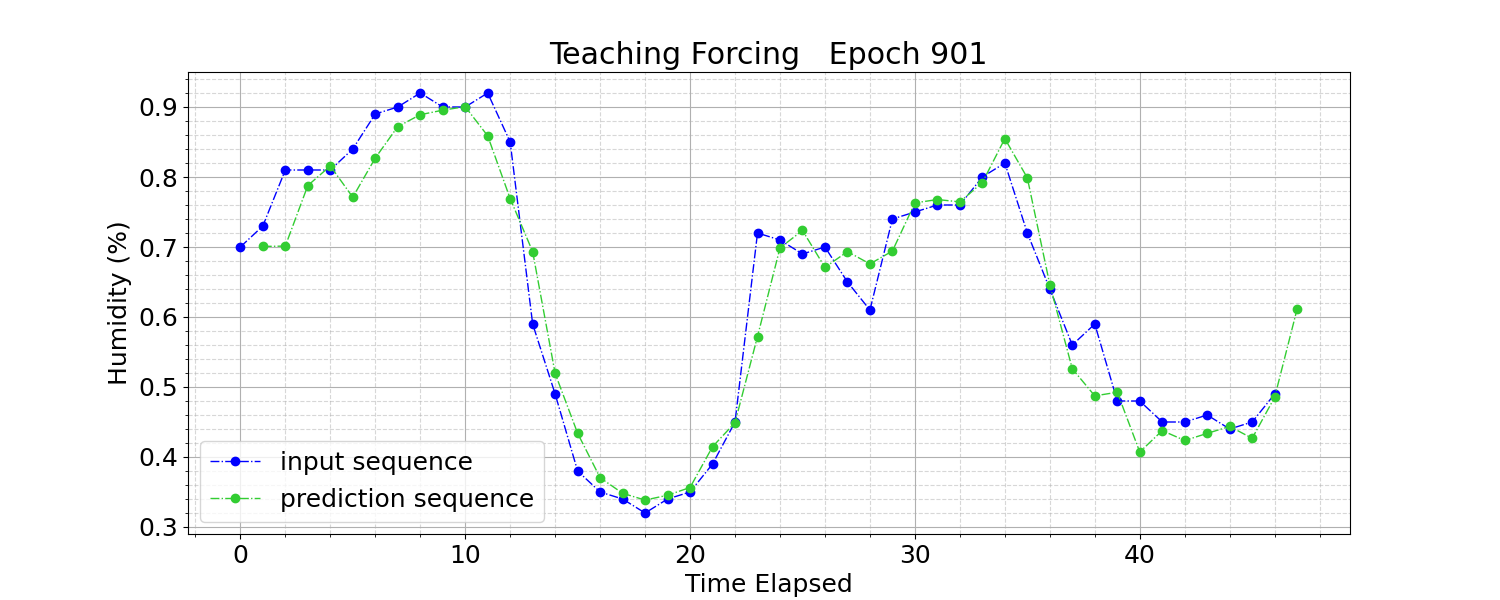 Teaching Forcing   Epoch 901
Humidity (%)
0.9
0.8
0.7
0.6
0.5
0.4
0.3
input sequence
prediction sequence
0 10 20 30 40
Time Elapsed